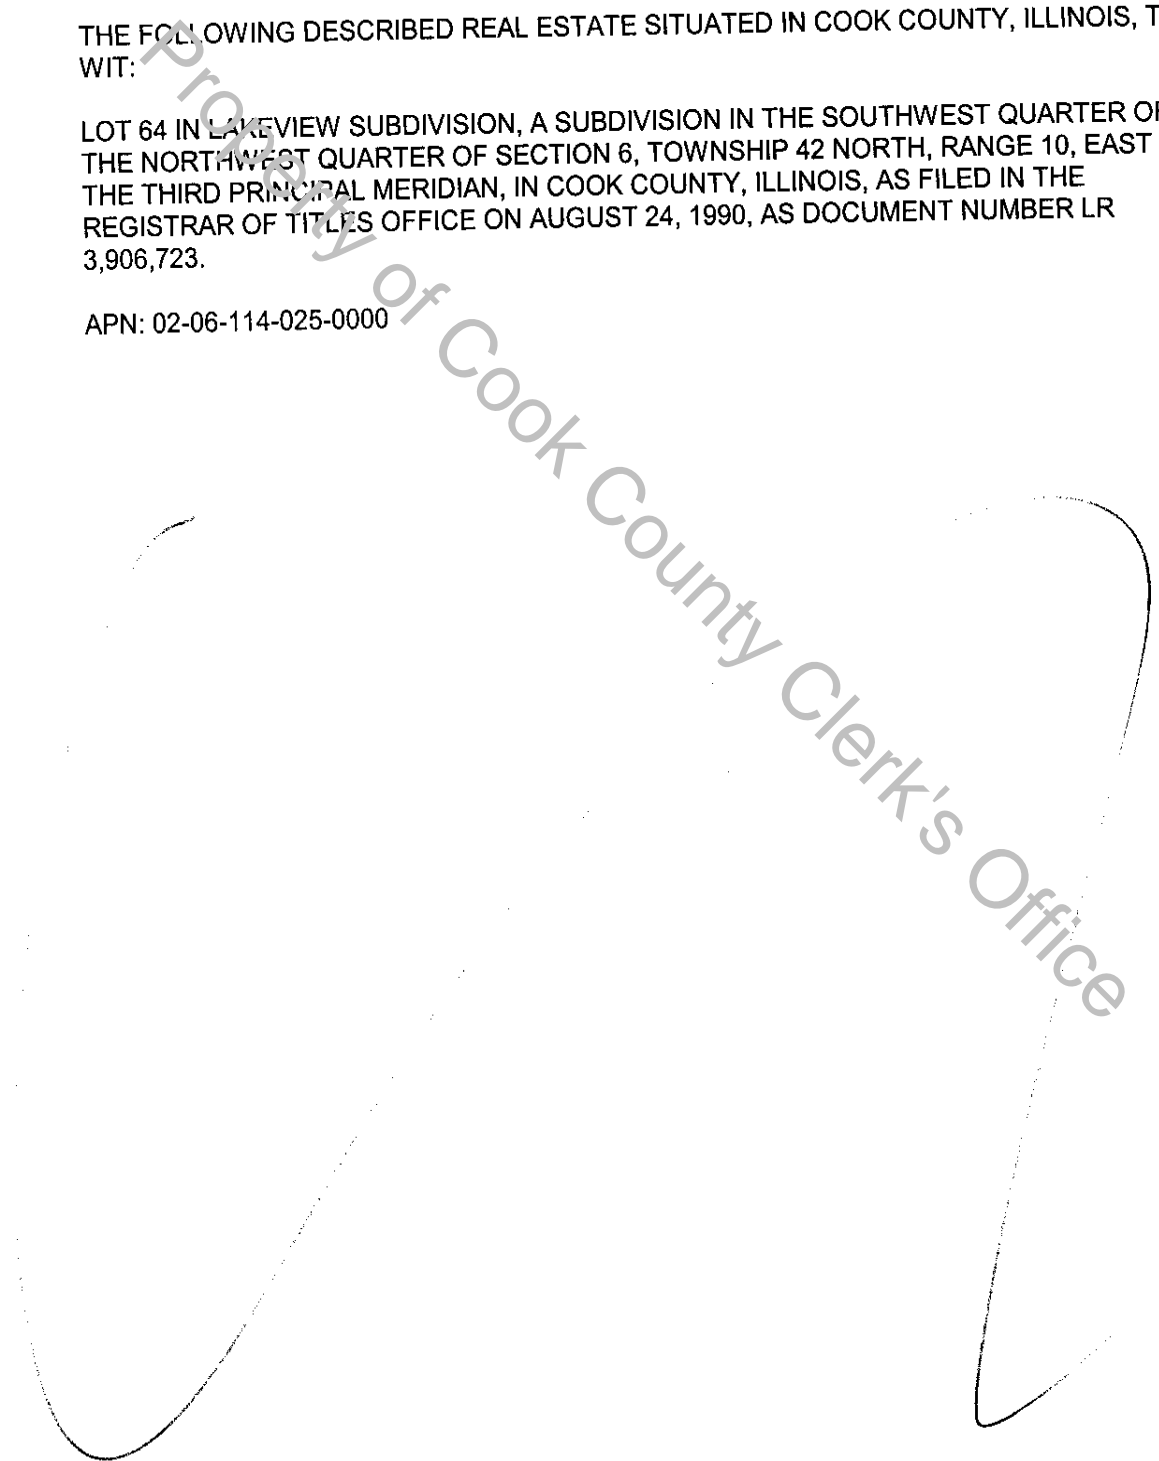 THE FOLLOWING DESCRIBED REAL ESTATE SITUATED IN COOK COUNTY, ILLINOIS, T
WIT:
LOT 64 IN LAKEVIEW SUBDIVISION, A SUBDIVISION IN THE SOUTHWEST QUARTER OF
THE NORTHWEST QUARTER OF SECTION 6, TOWNSHIP 42 NORTH, RANGE 10, EAST
THE THIRD PRINCIPAL MERIDIAN, IN COOK COUNTY, ILLINOIS, AS FILED IN THE
REGISTRAR OF TITLES OFFICE ON AUGUST 24, 1990, AS DOCUMENT NUMBER LR
3,906,723.
APN: 02-06-114-025-0000
Property of Cook County Clerk's Office